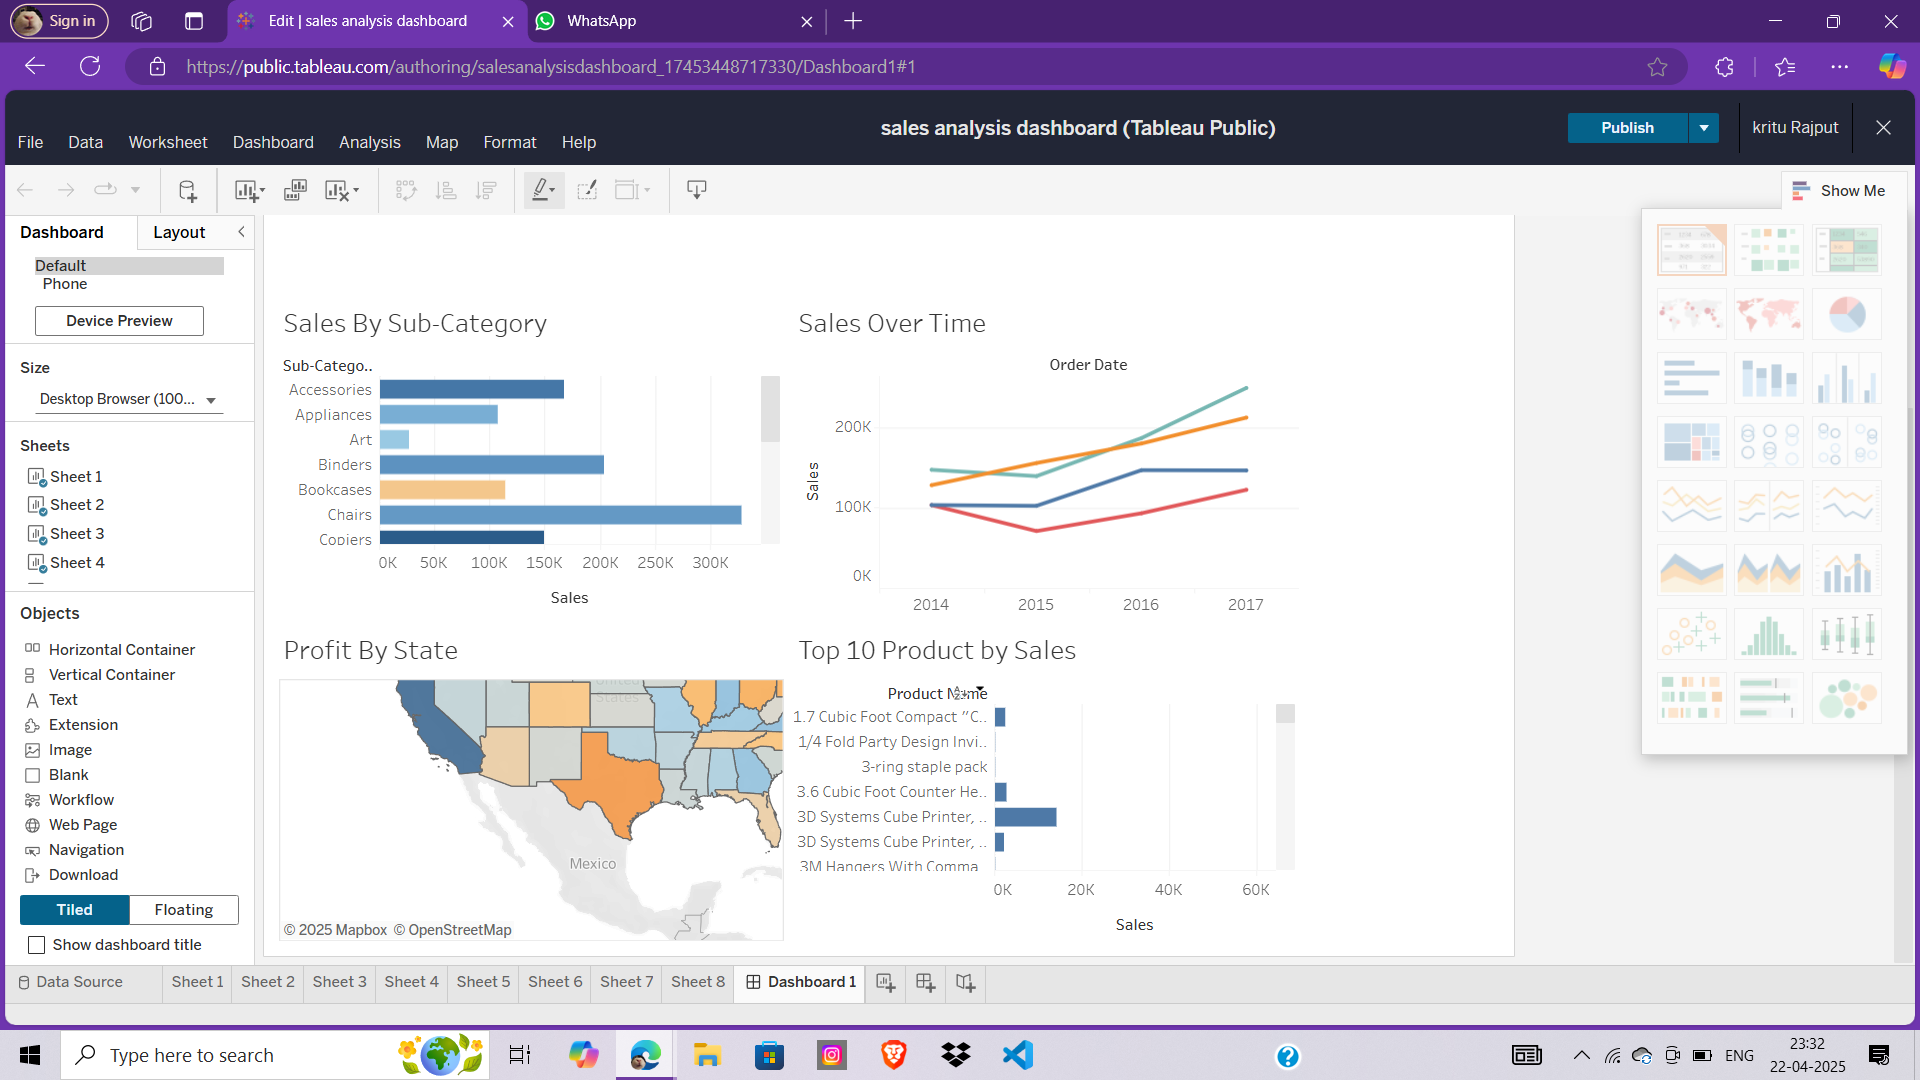 Sign in
Edit | sales analysis dashboard
WhatsApp
https://public.tableau.com/authoring/salesanalysisdashboard_17453448717330/Dashboard1#1
sales analysis dashboard (Tableau Public)
Publish
kritu Rajput
File Data Worksheet Dashboard Analysis Map Format Help
Show Me
Dashboard Layout
Default
Phone
Device Preview
Size
Desktop Browser (100...
Sheets
Sheet 1
Sheet 2
Sheet 3
Sheet 4
Objects
Horizontal Container
Vertical Container
Text
Extension
Image
Blank
Workflow
Web Page
Navigation
Download
Tiled Floating
Show dashboard title
Sales By Sub-Category
Sub-Catego..
Accessories
Appliances
Art
Binders
Bookcases
Chairs
Copiers
0K 50K 100K 150K 200K 250K 300K
Sales
Sales Over Time
Order Date
200K
100K
0K
Sales
2014 2015 2016 2017
Profit By State
United
States
Mexico
© 2025 Mapbox © OpenStreetMap
Top 10 Product by Sales
Product Name
1.7 Cubic Foot Compact "C..
1/4 Fold Party Design Invi..
3-ring staple pack
3.6 Cubic Foot Counter He..
3D Systems Cube Printer, ..
3D Systems Cube Printer, ..
3M Hangers With Comma
0K 20K 40K 60K
Sales
Data Source Sheet 1 Sheet 2 Sheet 3 Sheet 4 Sheet 5 Sheet 6 Sheet 7 Sheet 8 Dashboard 1
Type here to search
ENG
23:32
22-04-2025